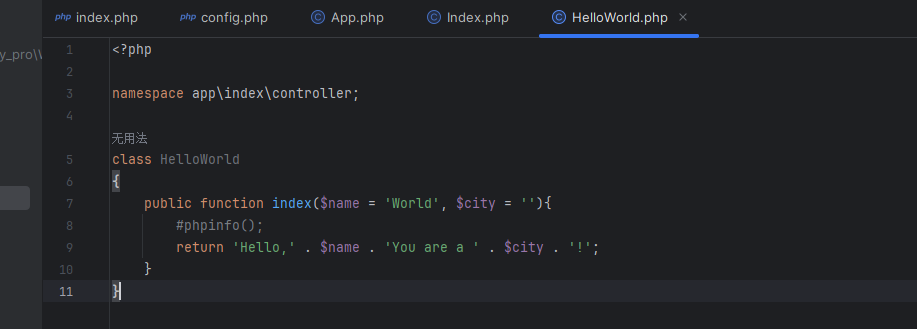 index.php config.php App.php Index.php HelloWorld.php
y_pro\
1 <?php
2
3 namespace app\index\controller;
4
无用法
5 class HelloWorld
6 {
7     public function index($name = 'World', $city = ''){
8         #phpinfo();
9         return 'Hello,' . $name . 'You are a ' . $city . '!';
10     }
11 }